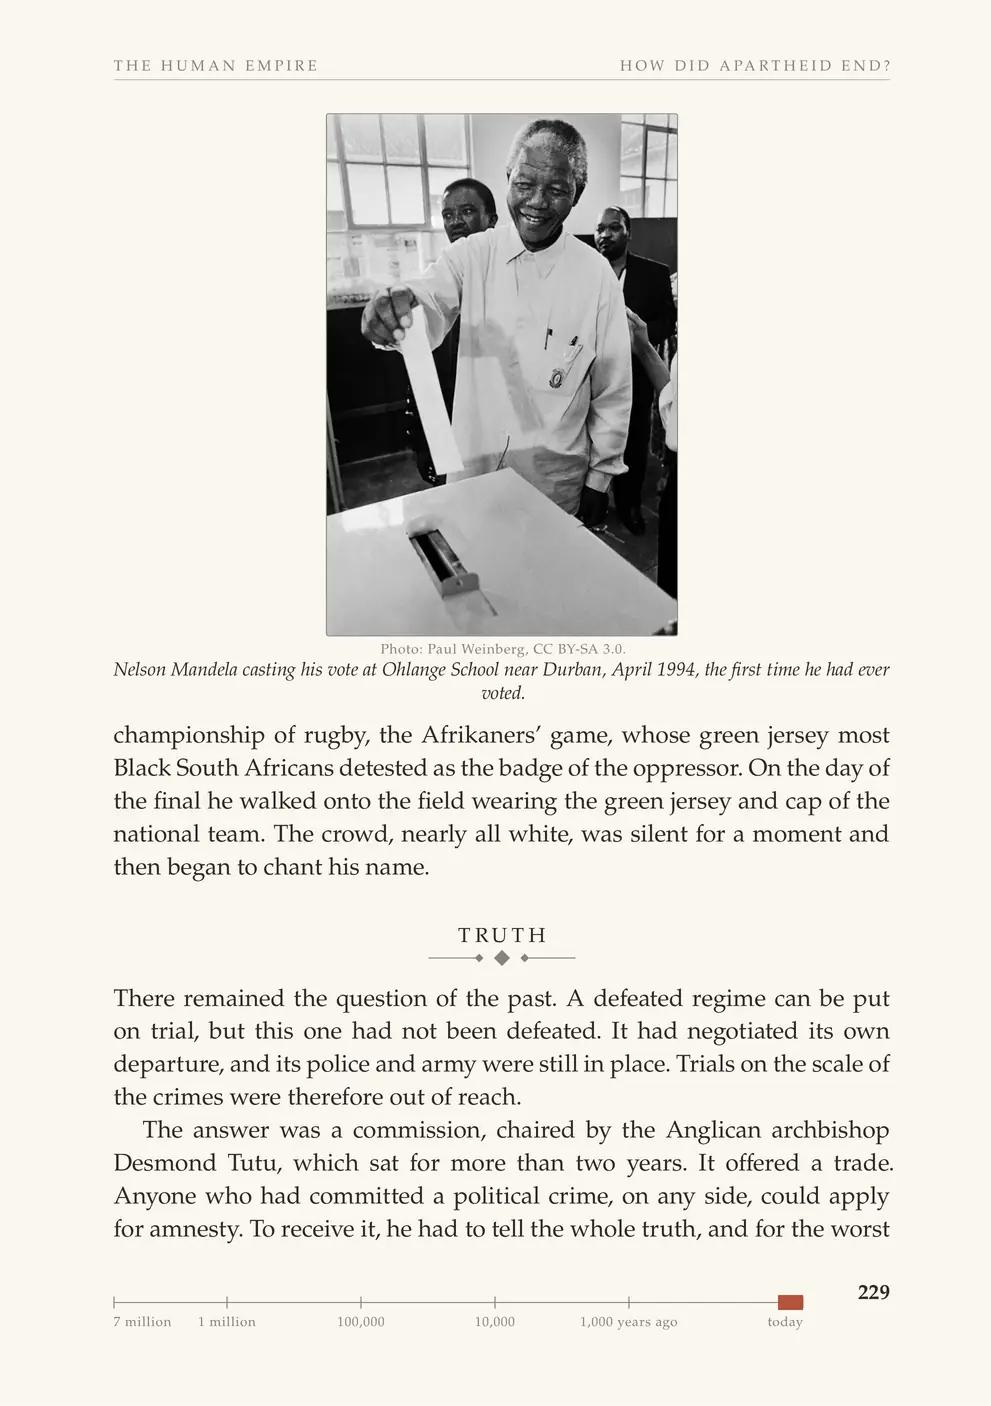 THE HUMAN EMPIRE
HOW DID APARTHEID END?
Photo: Paul Weinberg, CC BY-SA 3.0.
Nelson Mandela casting his vote at Ohlange School near Durban, April 1994, the first time he had ever
voted.
championship of rugby, the Afrikaners’ game, whose green jersey most
Black South Africans detested as the badge of the oppressor. On the day of
the final he walked onto the field wearing the green jersey and cap of the
national team. The crowd, nearly all white, was silent for a moment and
then began to chant his name.
TRUTH
There remained the question of the past. A defeated regime can be put
on trial, but this one had not been defeated. It had negotiated its own
departure, and its police and army were still in place. Trials on the scale of
the crimes were therefore out of reach.
The answer was a commission, chaired by the Anglican archbishop
Desmond Tutu, which sat for more than two years. It offered a trade.
Anyone who had committed a political crime, on any side, could apply
for amnesty. To receive it, he had to tell the whole truth, and for the worst
229
7 million 1 million 100,000 10,000 1,000 years ago today